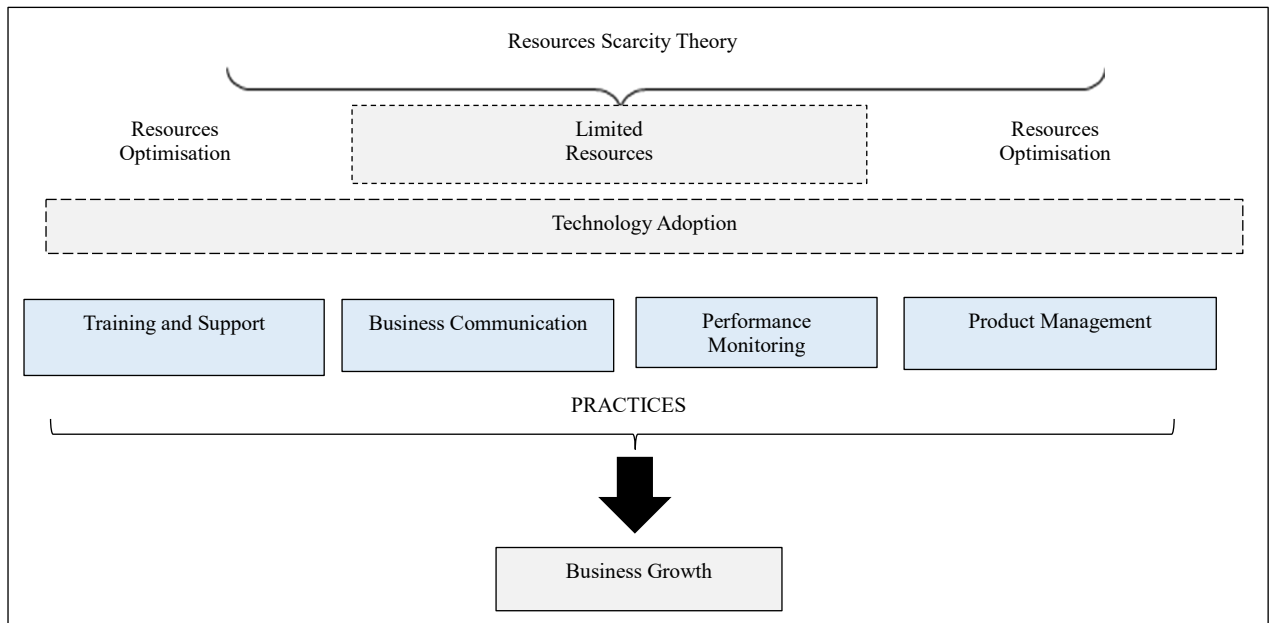 Resources Scarcity Theory
Resources
Optimisation
Limited
Resources
Resources
Optimisation
Technology Adoption
Training and Support
Business Communication
Performance
Monitoring
Product Management
PRACTICES
Business Growth